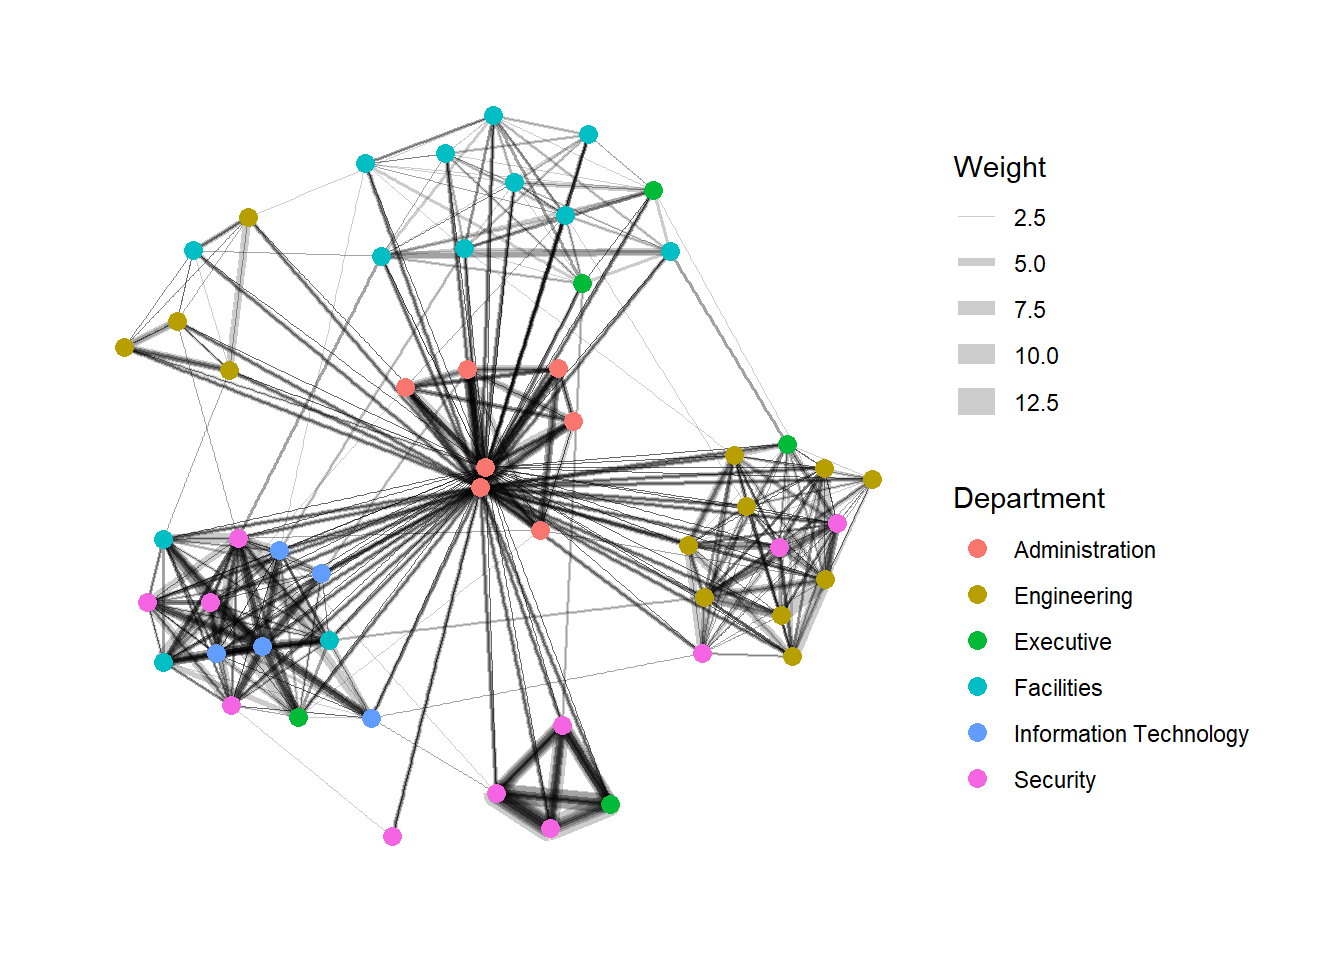 Weight
2.5
5.0
7.5
10.0
12.5
Department
Administration
Engineering
Executive
Facilities
Information Technology
Security